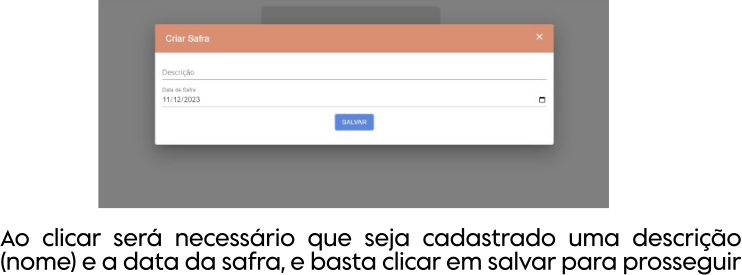 Criar Safra ×
Descrição
Data da Safra
11/12/2023
SALVAR
Ao clicar será necessário que seja cadastrado uma descrição
(nome) e a data da safra, e basta clicar em salvar para prosseguir